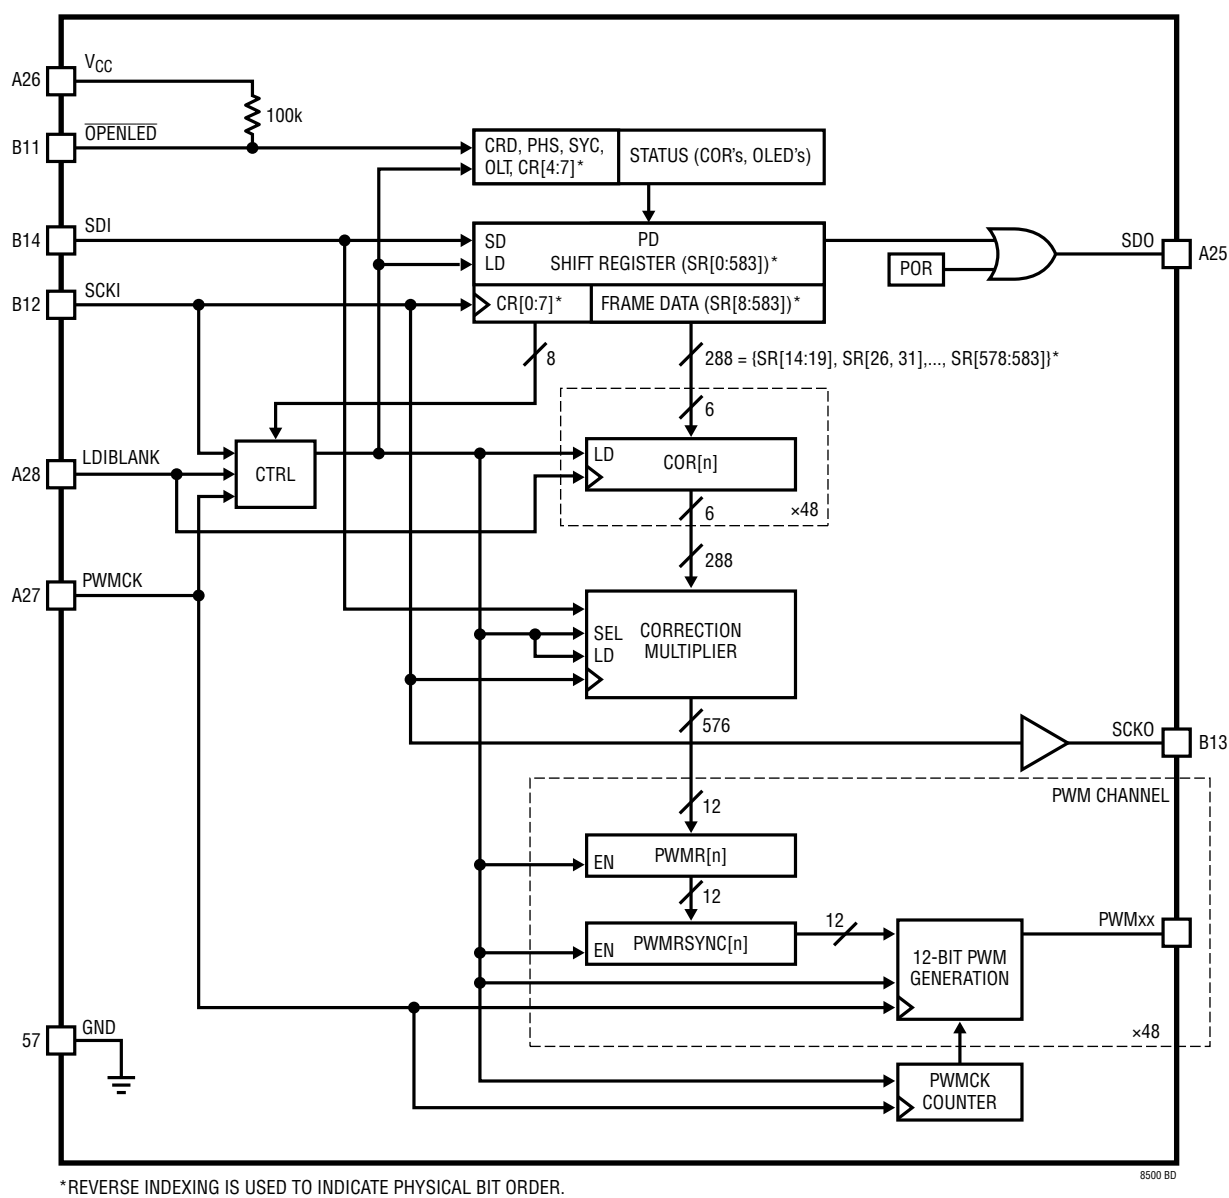 VCC
A26
100k
OPENLED
B11
CRD, PHS, SYC,
OLT, CR[4:7]*
STATUS (COR's, OLED's)
SDI
B14
SD
LD
PD
SHIFT REGISTER (SR[0:583])*
POR
SDO
A25
SCKI
B12
CR[0:7]*
FRAME DATA (SR[8:583])*
8
288 = {SR[14:19], SR[26, 31],..., SR[578:583]}*
6
LDIBLANK
A28
CTRL
LD
COR[n]
6
×48
288
PWMCK
A27
SEL
LD
CORRECTION
MULTIPLIER
576
SCKO
B13
PWM CHANNEL
12
EN
PWMR[n]
12
EN
PWMRSYNC[n]
12
12-BIT PWM
GENERATION
PWMxx
×48
GND
57
PWMCK
COUNTER
8500 BD
*REVERSE INDEXING IS USED TO INDICATE PHYSICAL BIT ORDER.